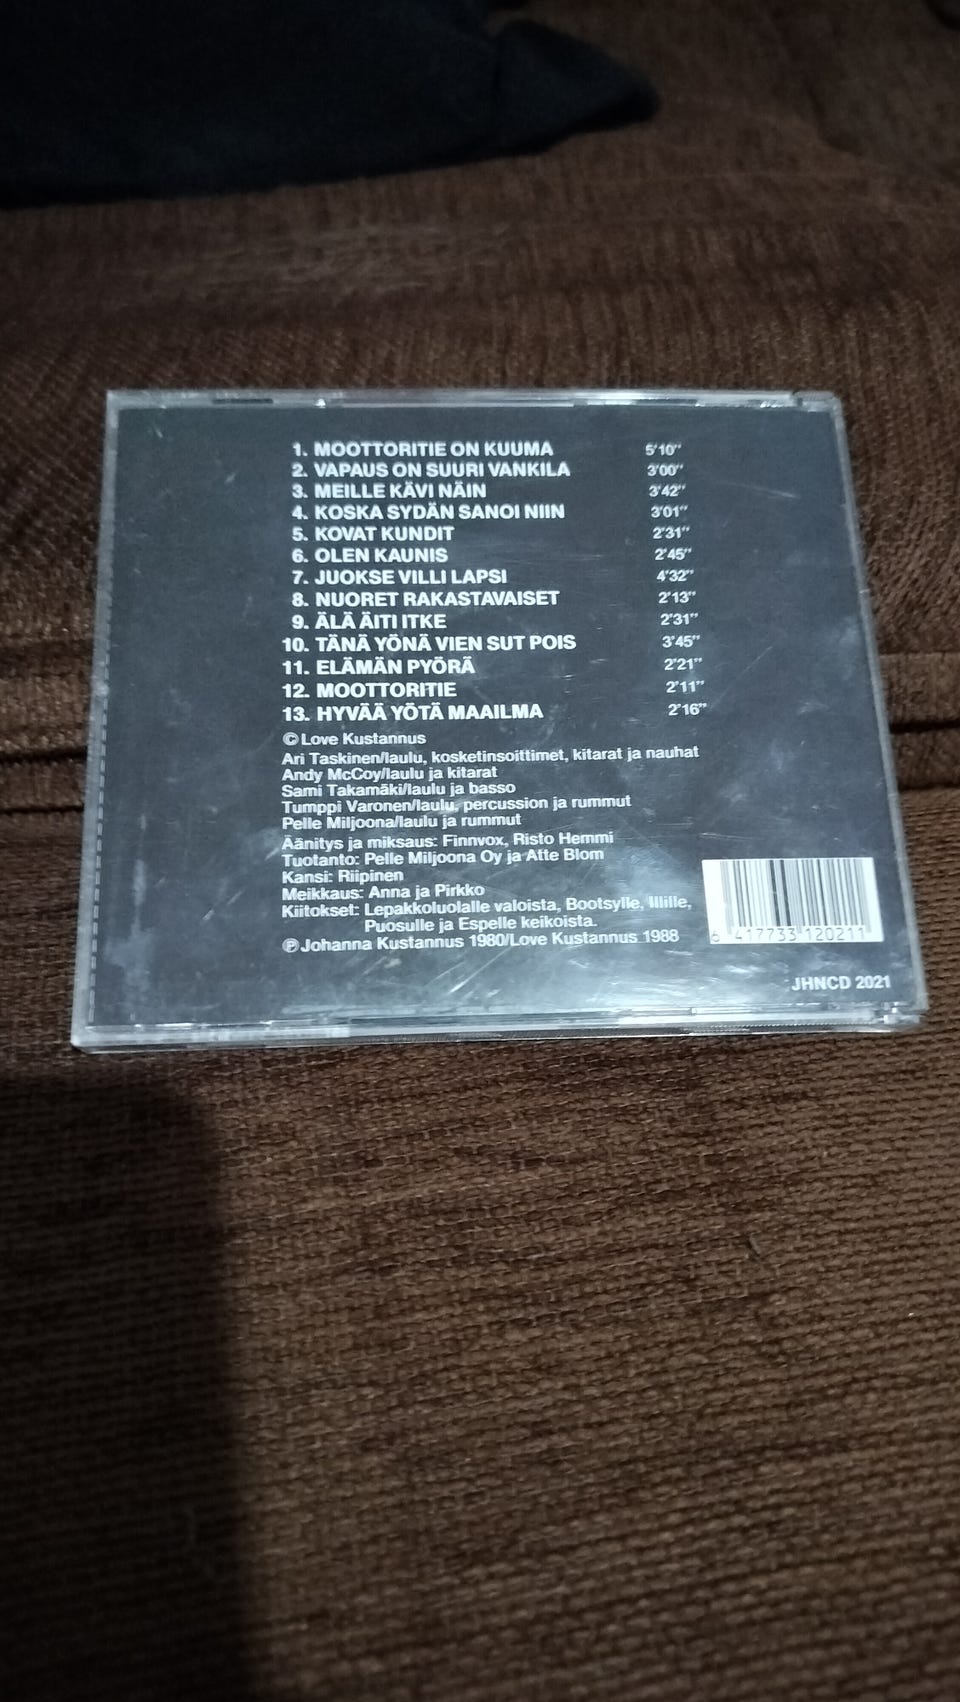 1. MOOTTORITIE ON KUUMA 5'10"
2. VAPAUS ON SUURI VANKILA 3'00"
3. MEILLE KÄVI NÄIN 3'42"
4. KOSKA SYDÄN SANOI NIIN 3'01"
5. KOVAT KUNDIT 2'31"
6. OLEN KAUNIS 2'45"
7. JUOKSE VILLI LAPSI 4'32"
8. NUORET RAKASTAVAISET 2'13"
9. ÄLÄ ÄITI ITKE 2'31"
10. TÄNÄ YÖNÄ VIEN SUT POIS 3'45"
11. ELÄMÄN PYÖRÄ 2'21"
12. MOOTTORITIE 2'11"
13. HYVÄÄ YÖTÄ MAAILMA 2'16"
© Love Kustannus
Ari Taskinen/laulu, kosketinsoittimet, kitarat ja nauhat
Andy McCoy/laulu ja kitarat
Sami Takamäki/laulu ja basso
Tumppi Varonen/laulu, percussion ja rummut
Pelle Miljoona/laulu ja rummut
Äänitys ja miksaus: Finnvox, Risto Hemmi
Tuotanto: Pelle Miljoona Oy ja Atte Blom
Kansi: Riipinen
Meikkaus: Anna ja Pirkko
Kiitokset: Lepakkoluolalle valoista, Bootsylle,
Puosulle ja Espelle keikoista.
℗ Johanna Kustannus 1980/Love Kustannus 1988
6 417733 120211
JHNCD 2021